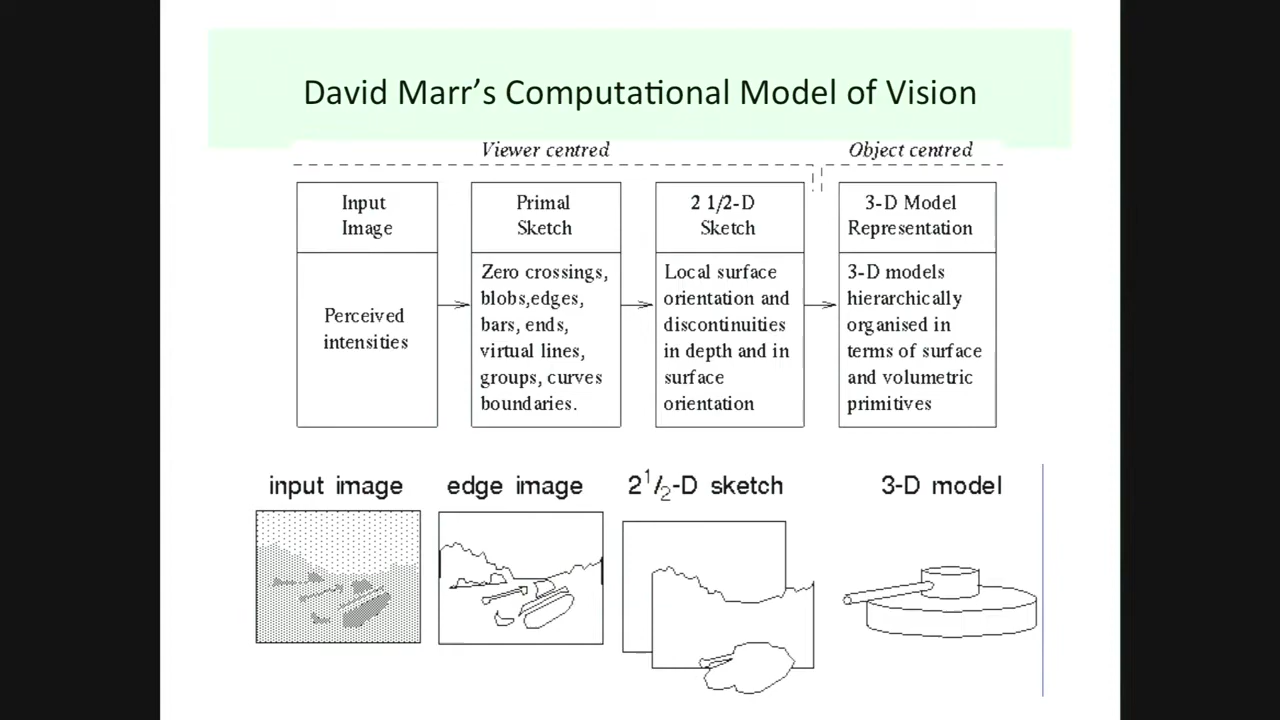 David Marr's Computational Model of Vision
Viewer centred
Object centred
Input
Image
Perceived
intensities
Primal
Sketch
Zero crossings,
blobs,edges,
bars, ends,
virtual lines,
groups, curves
boundaries.
2 1/2-D
Sketch
Local surface
orientation and
discontinuities
in depth and in
surface
orientation
3-D Model
Representation
3-D models
hierarchically
organised in
terms of surface
and volumetric
primitives
input image
edge image
2 1/2-D sketch
3-D model